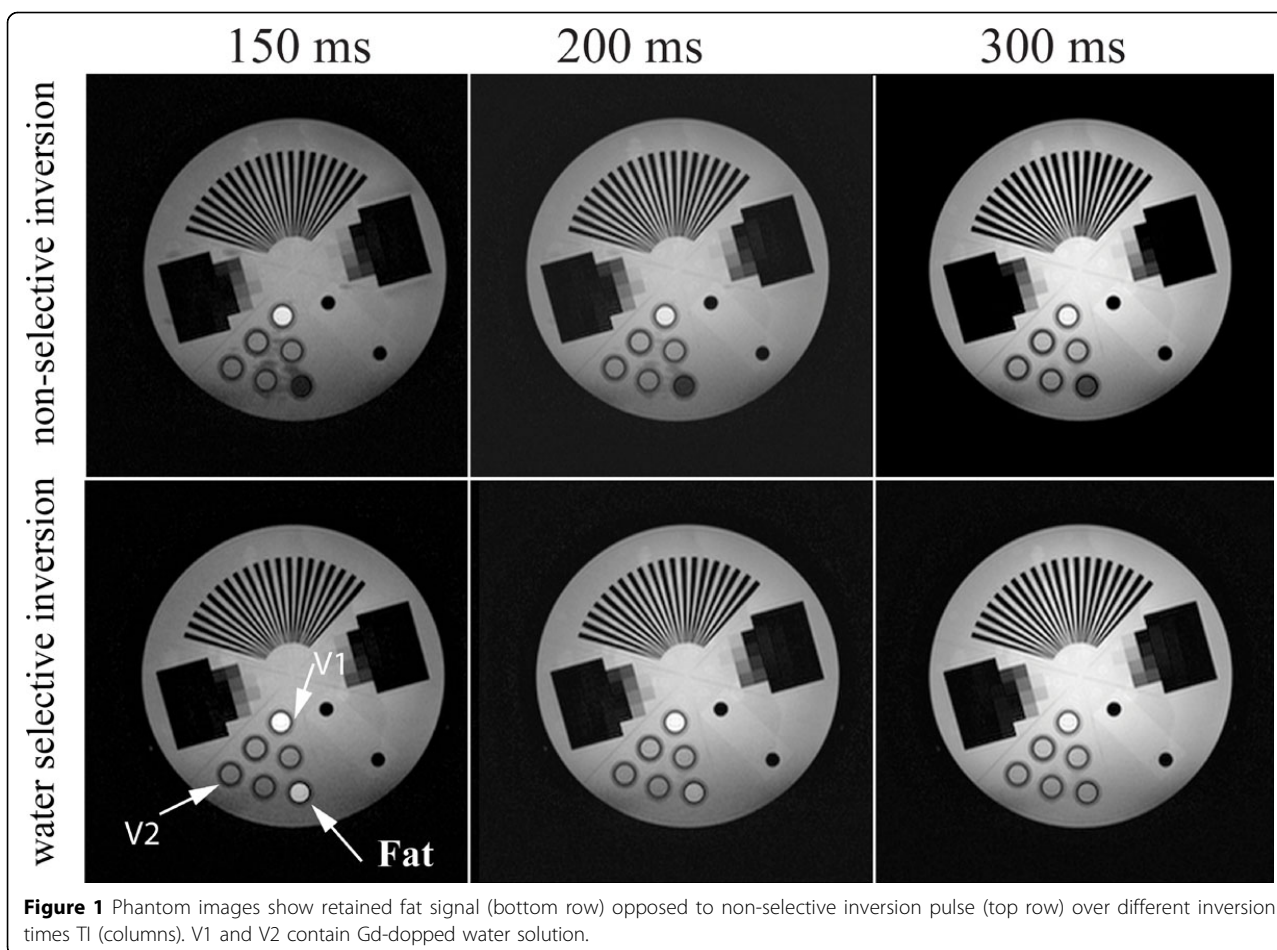 150 ms
200 ms
300 ms
non-selective inversion
water selective inversion
V1
V2
Fat
Figure 1 Phantom images show retained fat signal (bottom row) opposed to non-selective inversion pulse (top row) over different inversion
times TI (columns). V1 and V2 contain Gd-dopped water solution.